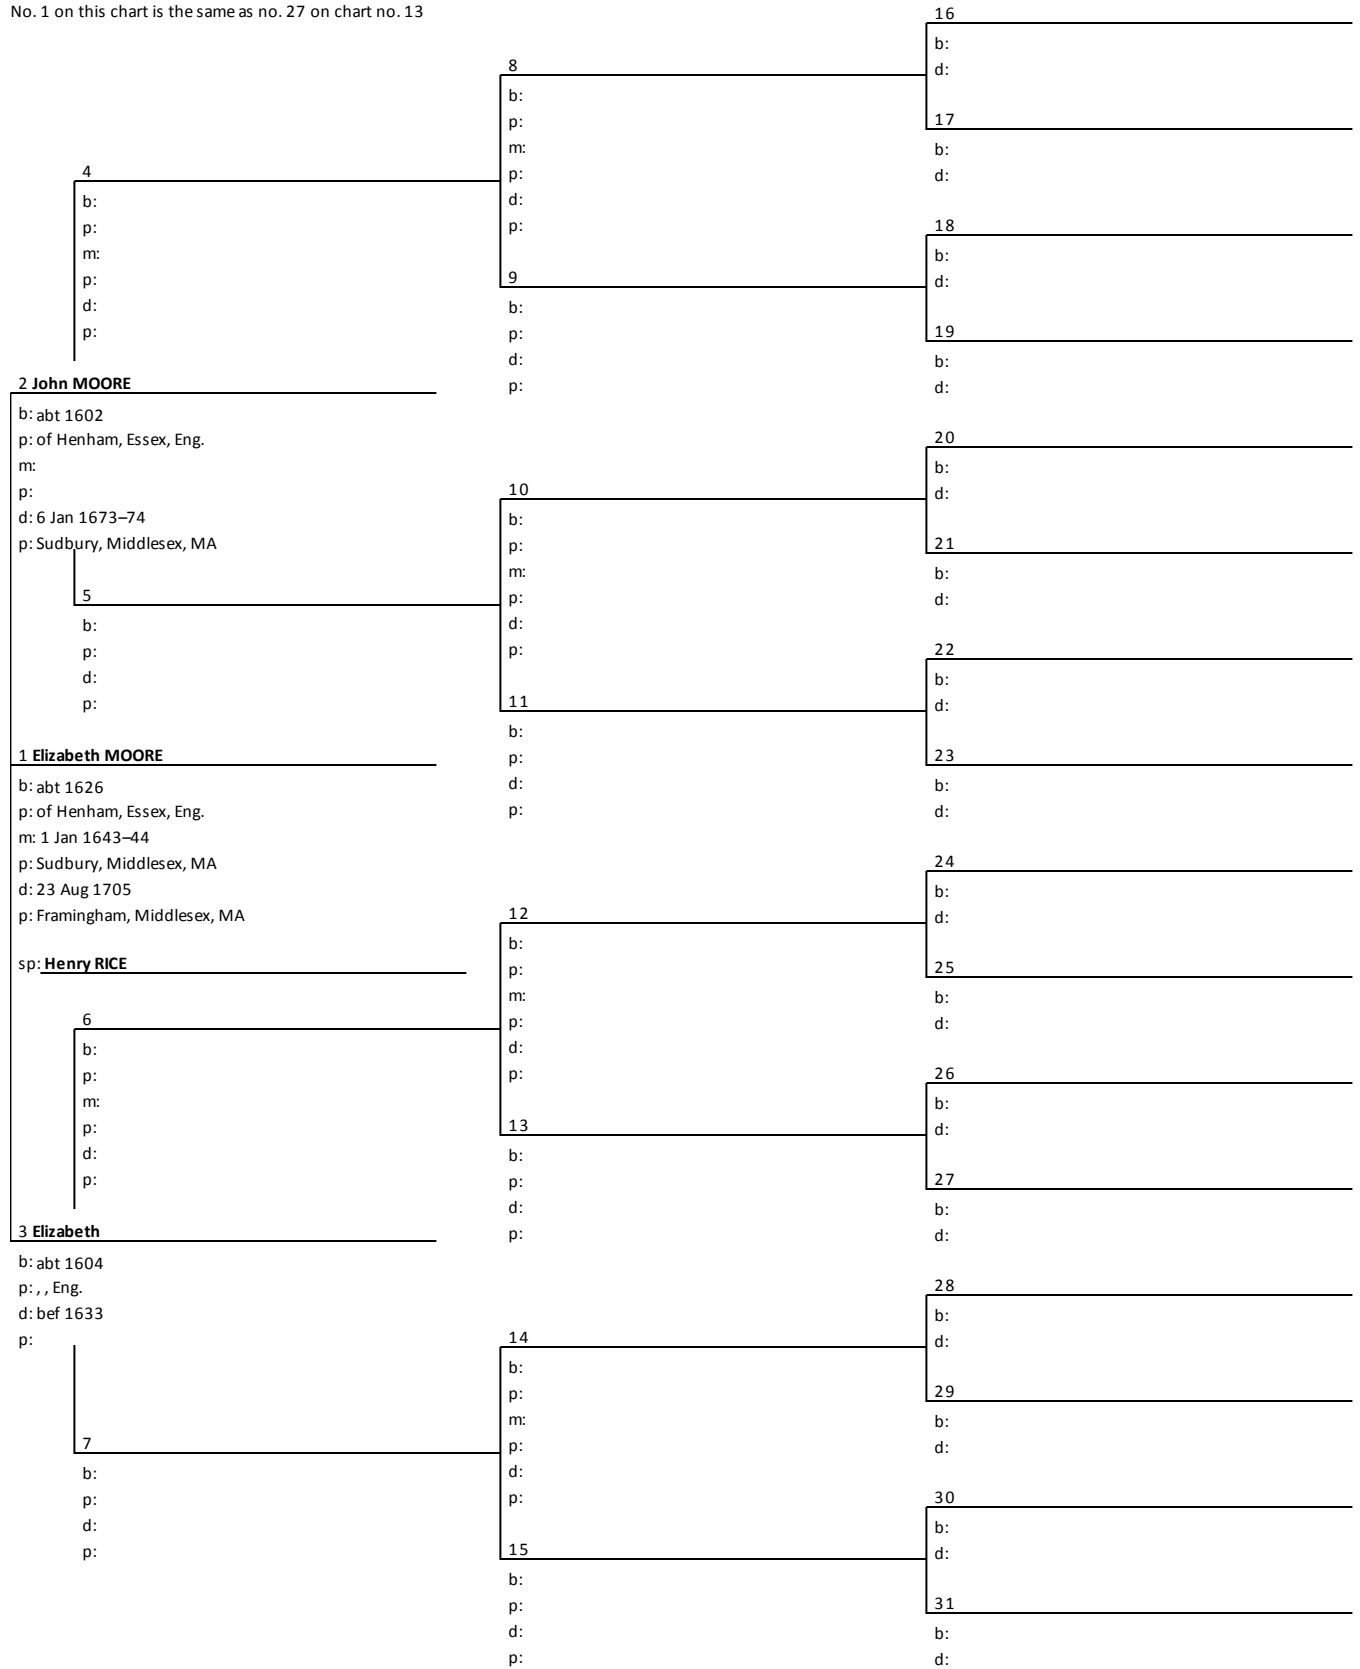 No. 1 on this chart is the same as no. 27 on chart no. 13
16
b:
d:
8
b:
p:
m:
p:
d:
p:
17
b:
d:
4
b:
p:
m:
p:
d:
p:
18
b:
d:
9
b:
p:
d:
p:
19
b:
d:
2 John MOORE
b: abt 1602
p: of Henham, Essex, Eng.
m:
p:
d: 6 Jan 1673–74
p: Sudbury, Middlesex, MA
20
b:
d:
10
b:
p:
m:
p:
d:
p:
21
b:
d:
5
b:
p:
d:
p:
22
b:
d:
11
b:
p:
d:
p:
23
b:
d:
1 Elizabeth MOORE
b: abt 1626
p: of Henham, Essex, Eng.
m: 1 Jan 1643–44
p: Sudbury, Middlesex, MA
d: 23 Aug 1705
p: Framingham, Middlesex, MA
sp: Henry RICE
24
b:
d:
12
b:
p:
m:
p:
d:
p:
25
b:
d:
6
b:
p:
m:
p:
d:
p:
26
b:
d:
13
b:
p:
d:
p:
27
b:
d:
3 Elizabeth
b: abt 1604
p: , , Eng.
d: bef 1633
p:
28
b:
d:
14
b:
p:
m:
p:
d:
p:
29
b:
d:
7
b:
p:
d:
p:
30
b:
d:
15
b:
p:
d:
p:
31
b:
d: